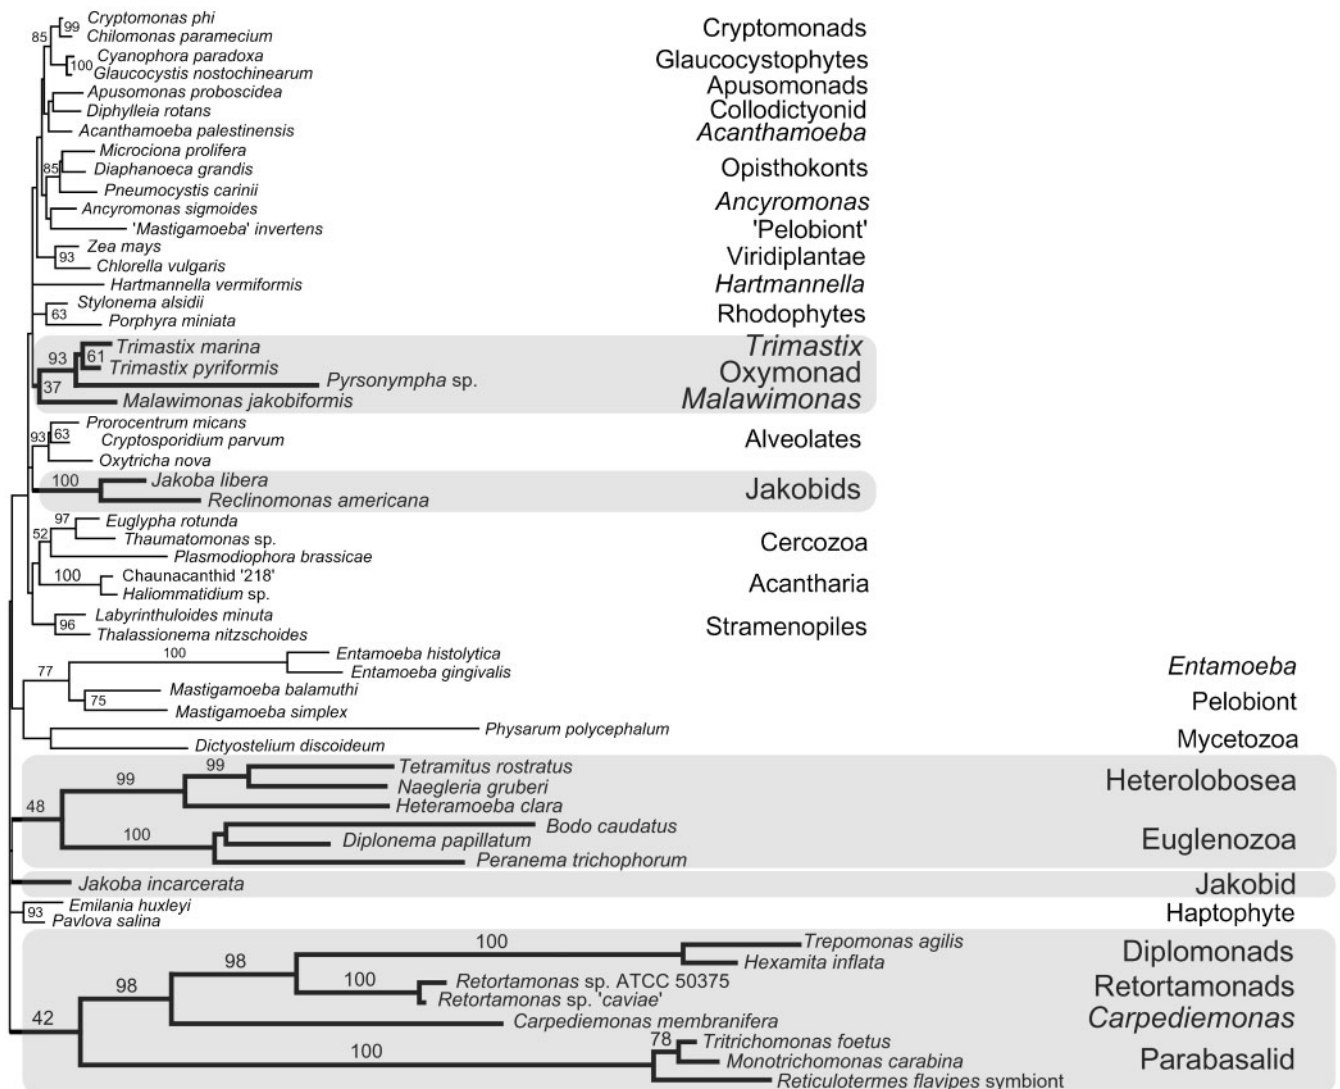 Cryptomonas phi
99
Chilomonas paramecium
85
Cryptomonads
Cyanophora paradoxa
100
Glaucocystis nostochinearum
Glaucocystophytes
Apusomonas proboscidea
Apusomonads
Diphylleia rotans
Collodictyonid
Acanthamoeba palestinensis
Acanthamoeba
Microciona prolifera
85
Diaphanoeca grandis
Opisthokonts
Pneumocystis carinii
Ancyromonas sigmoides
Ancyromonas
'Mastigamoeba' invertens
'Pelobiont'
Zea mays
93
Viridiplantae
Chlorella vulgaris
Hartmannella vermiformis
Hartmannella
Stylonema alsidii
63
Rhodophytes
Porphyra miniata
Trimastix marina
Trimastix
93
61
Trimastix pyriformis
Oxymonad
37
Pyrsonympha sp.
Malawimonas jakobiformis
Malawimonas
Prorocentrum micans
93
63
Cryptosporidium parvum
Alveolates
Oxytricha nova
100
Jakoba libera
Jakobids
Reclinomonas americana
97
Euglypha rotunda
52
Thaumatomonas sp.
Cercozoa
Plasmodiophora brassicae
100
Chaunacanthid '218'
Acantharia
Haliommatidium sp.
Labyrinthuloides minuta
96
Stramenopiles
Thalassionema nitzschoides
100
Entamoeba histolytica
Entamoeba
77
Entamoeba gingivalis
Mastigamoeba balamuthi
75
Pelobiont
Mastigamoeba simplex
Physarum polycephalum
Mycetozoa
Dictyostelium discoideum
99
Tetramitus rostratus
99
Naegleria gruberi
Heterolobosea
48
Heteramoeba clara
100
Bodo caudatus
Diplonema papillatum
Euglenozoa
Peranema trichophorum
Jakoba incarcerata
Jakobid
Emilania huxleyi
93
Haptophyte
Pavlova salina
100
Trepomonas agilis
Diplomonads
98
Hexamita inflata
98
100
Retortamonas sp. ATCC 50375
Retortamonads
Retortamonas sp. 'caviae'
42
Carpediemonas membranifera
Carpediemonas
78
Tritrichomonas foetus
100
Monotrichomonas carabina
Parabasalid
Reticulotermes flavipes symbiont